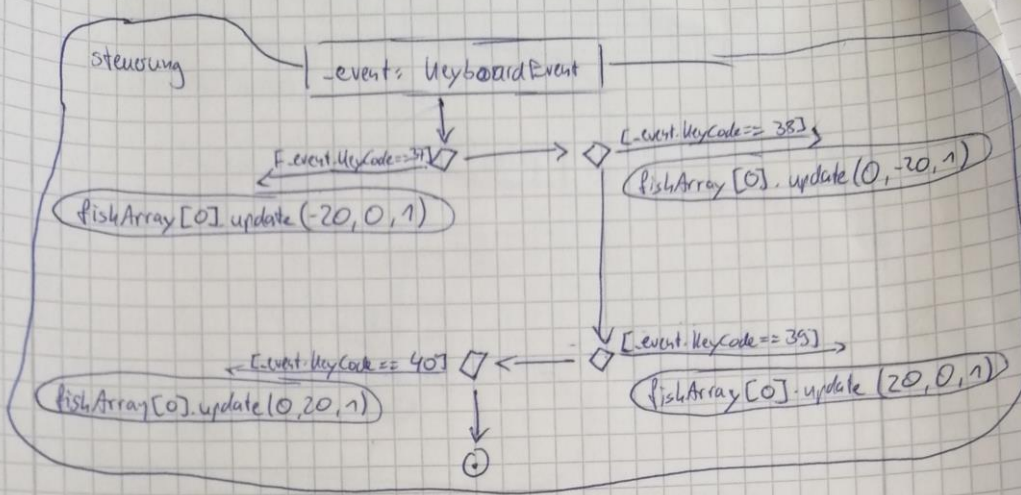 steuerung
_event: KeyboardEvent
[_event.KeyCode==37]
[_event.KeyCode== 38]
fishArray[0].update(-20,0,1)
fishArray[0].update(0,-20,1)
[_event.KeyCode == 40]
[_event.KeyCode==39]
fishArray[0].update(0,20,1)
fishArray[0].update (20,0,1)